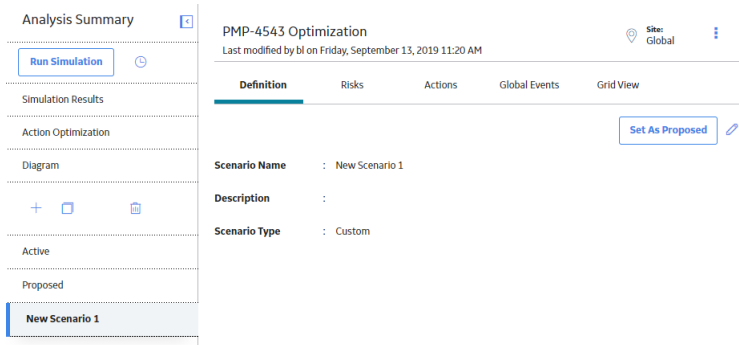 Analysis Summary
Run Simulation
Simulation Results
Action Optimization
Diagram
Active
Proposed
New Scenario 1
PMP-4543 Optimization
Last modified by bl on Friday, September 13, 2019 11:20 AM
Site:
Global
Definition Risks Actions Global Events Grid View
Set As Proposed
Scenario Name : New Scenario 1
Description :
Scenario Type : Custom